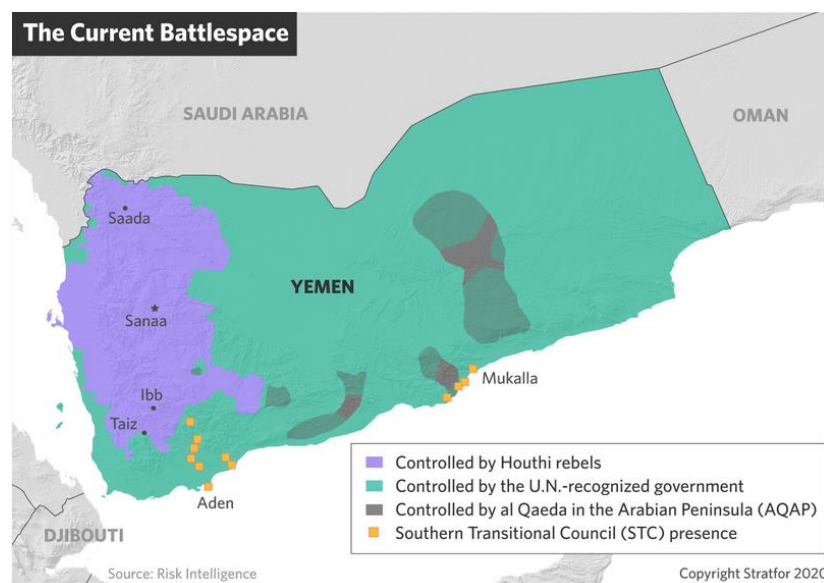 The Current Battlespace
SAUDI ARABIA
OMAN
Saada
YEMEN
Sanaa
Mukalla
Ibb
Taiz
Aden
DJIBOUTI
Controlled by Houthi rebels
Controlled by the U.N.-recognized government
Controlled by al Qaeda in the Arabian Peninsula (AQAP)
Southern Transitional Council (STC) presence
Source: Risk Intelligence
Copyright Stratfor 2020